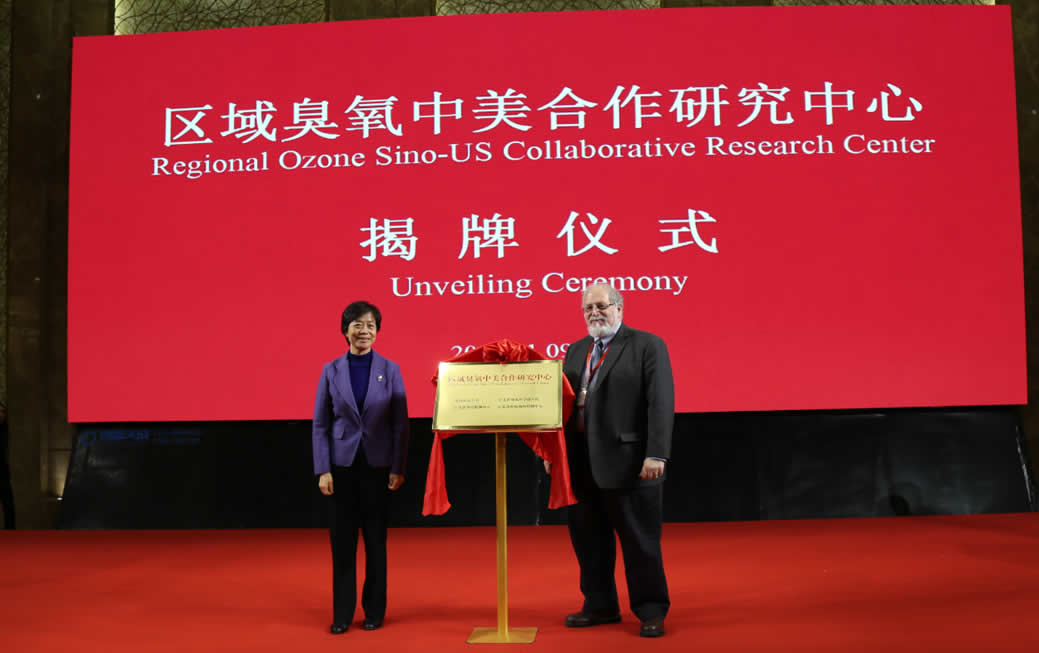 区域臭氧中美合作研究中心
Regional Ozone Sino-US Collaborative Research Center
揭牌仪式
Unveiling Ceremony
区域臭氧中美合作研究中心